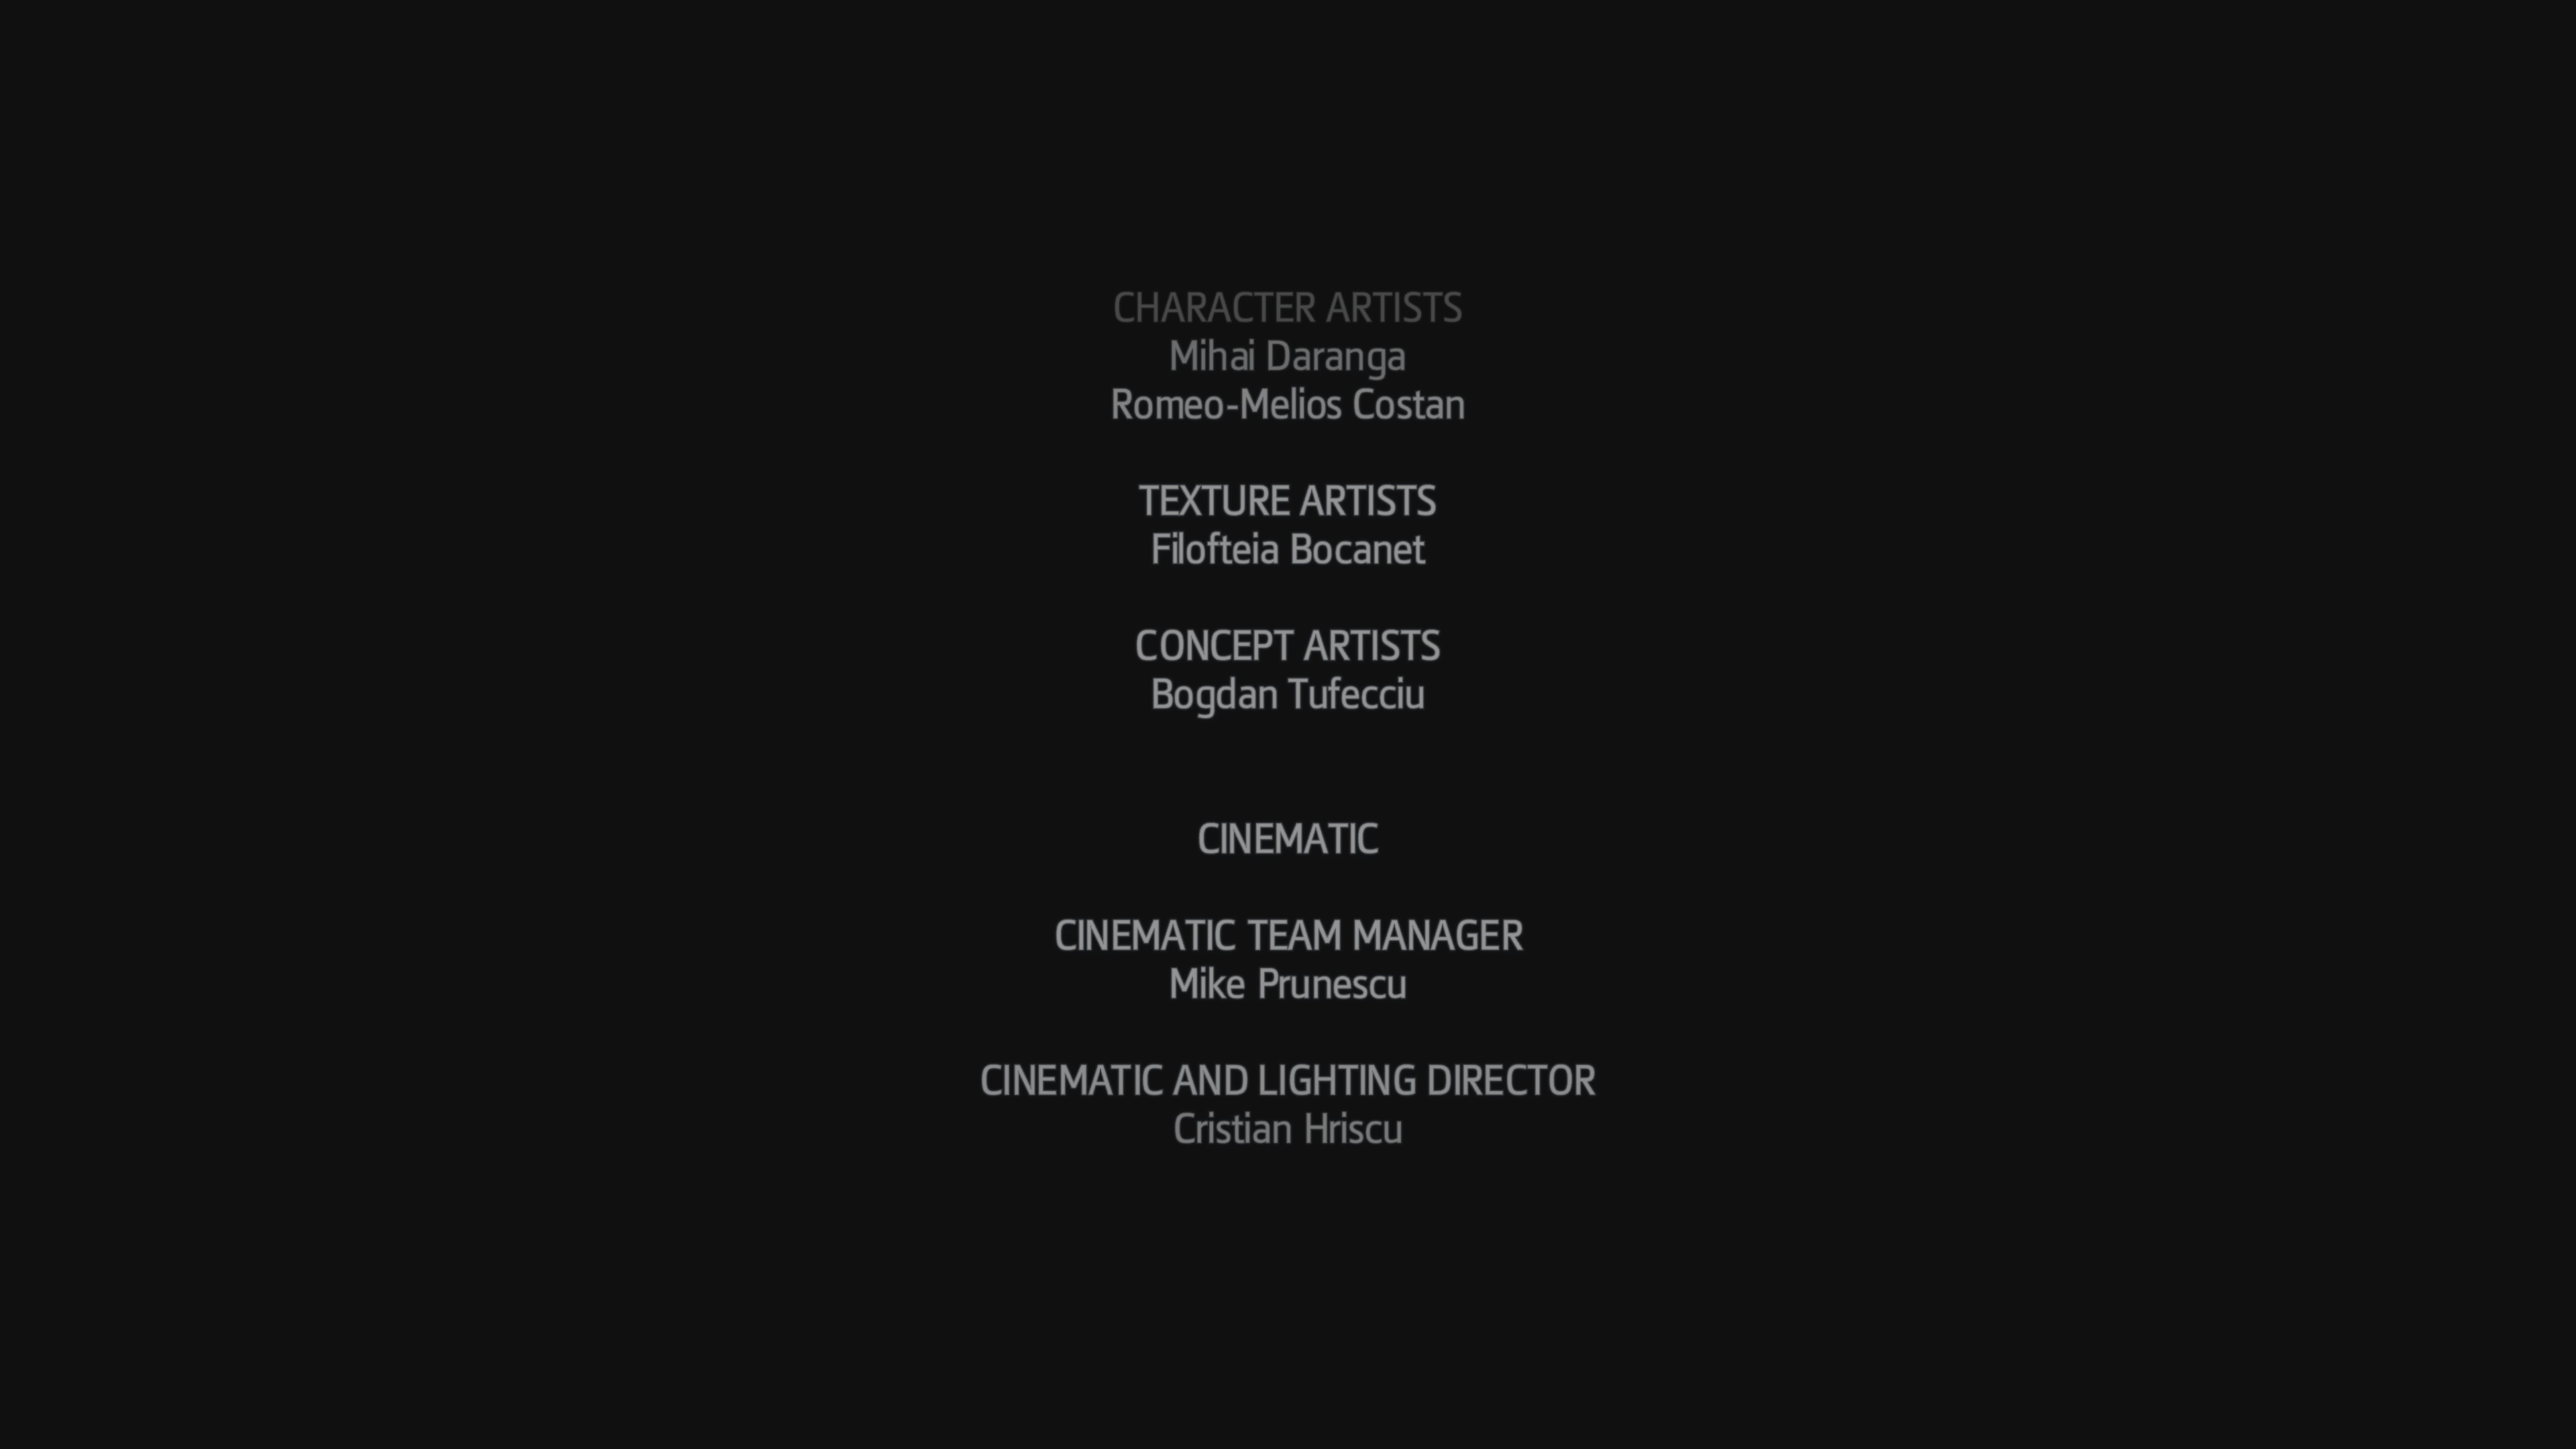 CHARACTER ARTISTS
Mihai Daranga
Romeo-Melios Costan
TEXTURE ARTISTS
Filofteia Bocanet
CONCEPT ARTISTS
Bogdan Tufecciu
CINEMATIC
CINEMATIC TEAM MANAGER
Mike Prunescu
CINEMATIC AND LIGHTING DIRECTOR
Cristian Hriscu